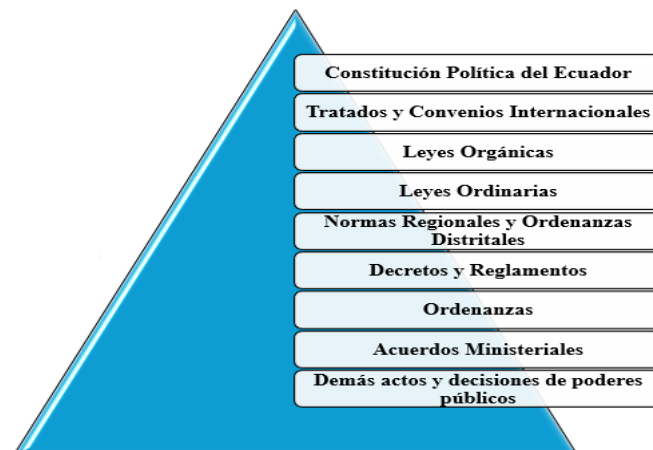 Constitución Política del Ecuador
Tratados y Convenios Internacionales
Leyes Orgánicas
Leyes Ordinarias
Normas Regionales y Ordenanzas
Distritales
Decretos y Reglamentos
Ordenanzas
Acuerdos Ministeriales
Demás actos y decisiones de poderes
públicos